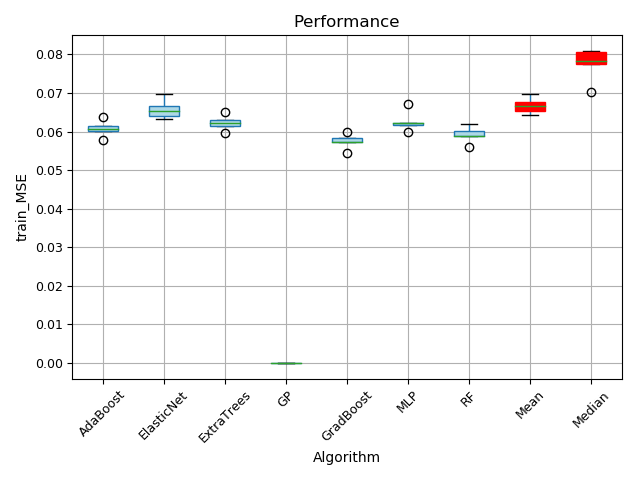 Performance
train_MSE
0.08
0.07
0.06
0.05
0.04
0.03
0.02
0.01
0.00
AdaBoost
ElasticNet
ExtraTrees
GP
GradBoost
MLP
RF
Mean
Median
Algorithm